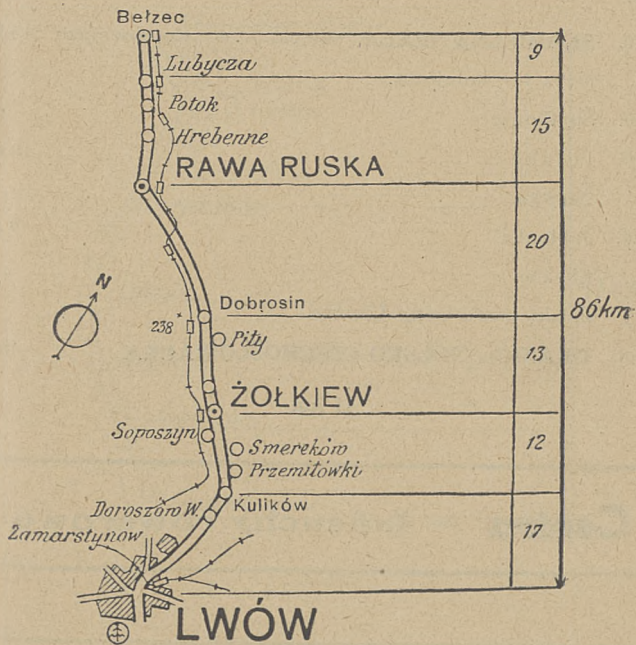 Bełzec
9
Lubycza
Potok
15
Hrebenne
RAWA RUSKA
20
N
Dobrosin
86km
238
Piły
13
ŻOŁKIEW
Soposzyn
12
Smereków
Przemiłówki
Doroszów W.
Kulików
Zamarstynów
17
LWÓW